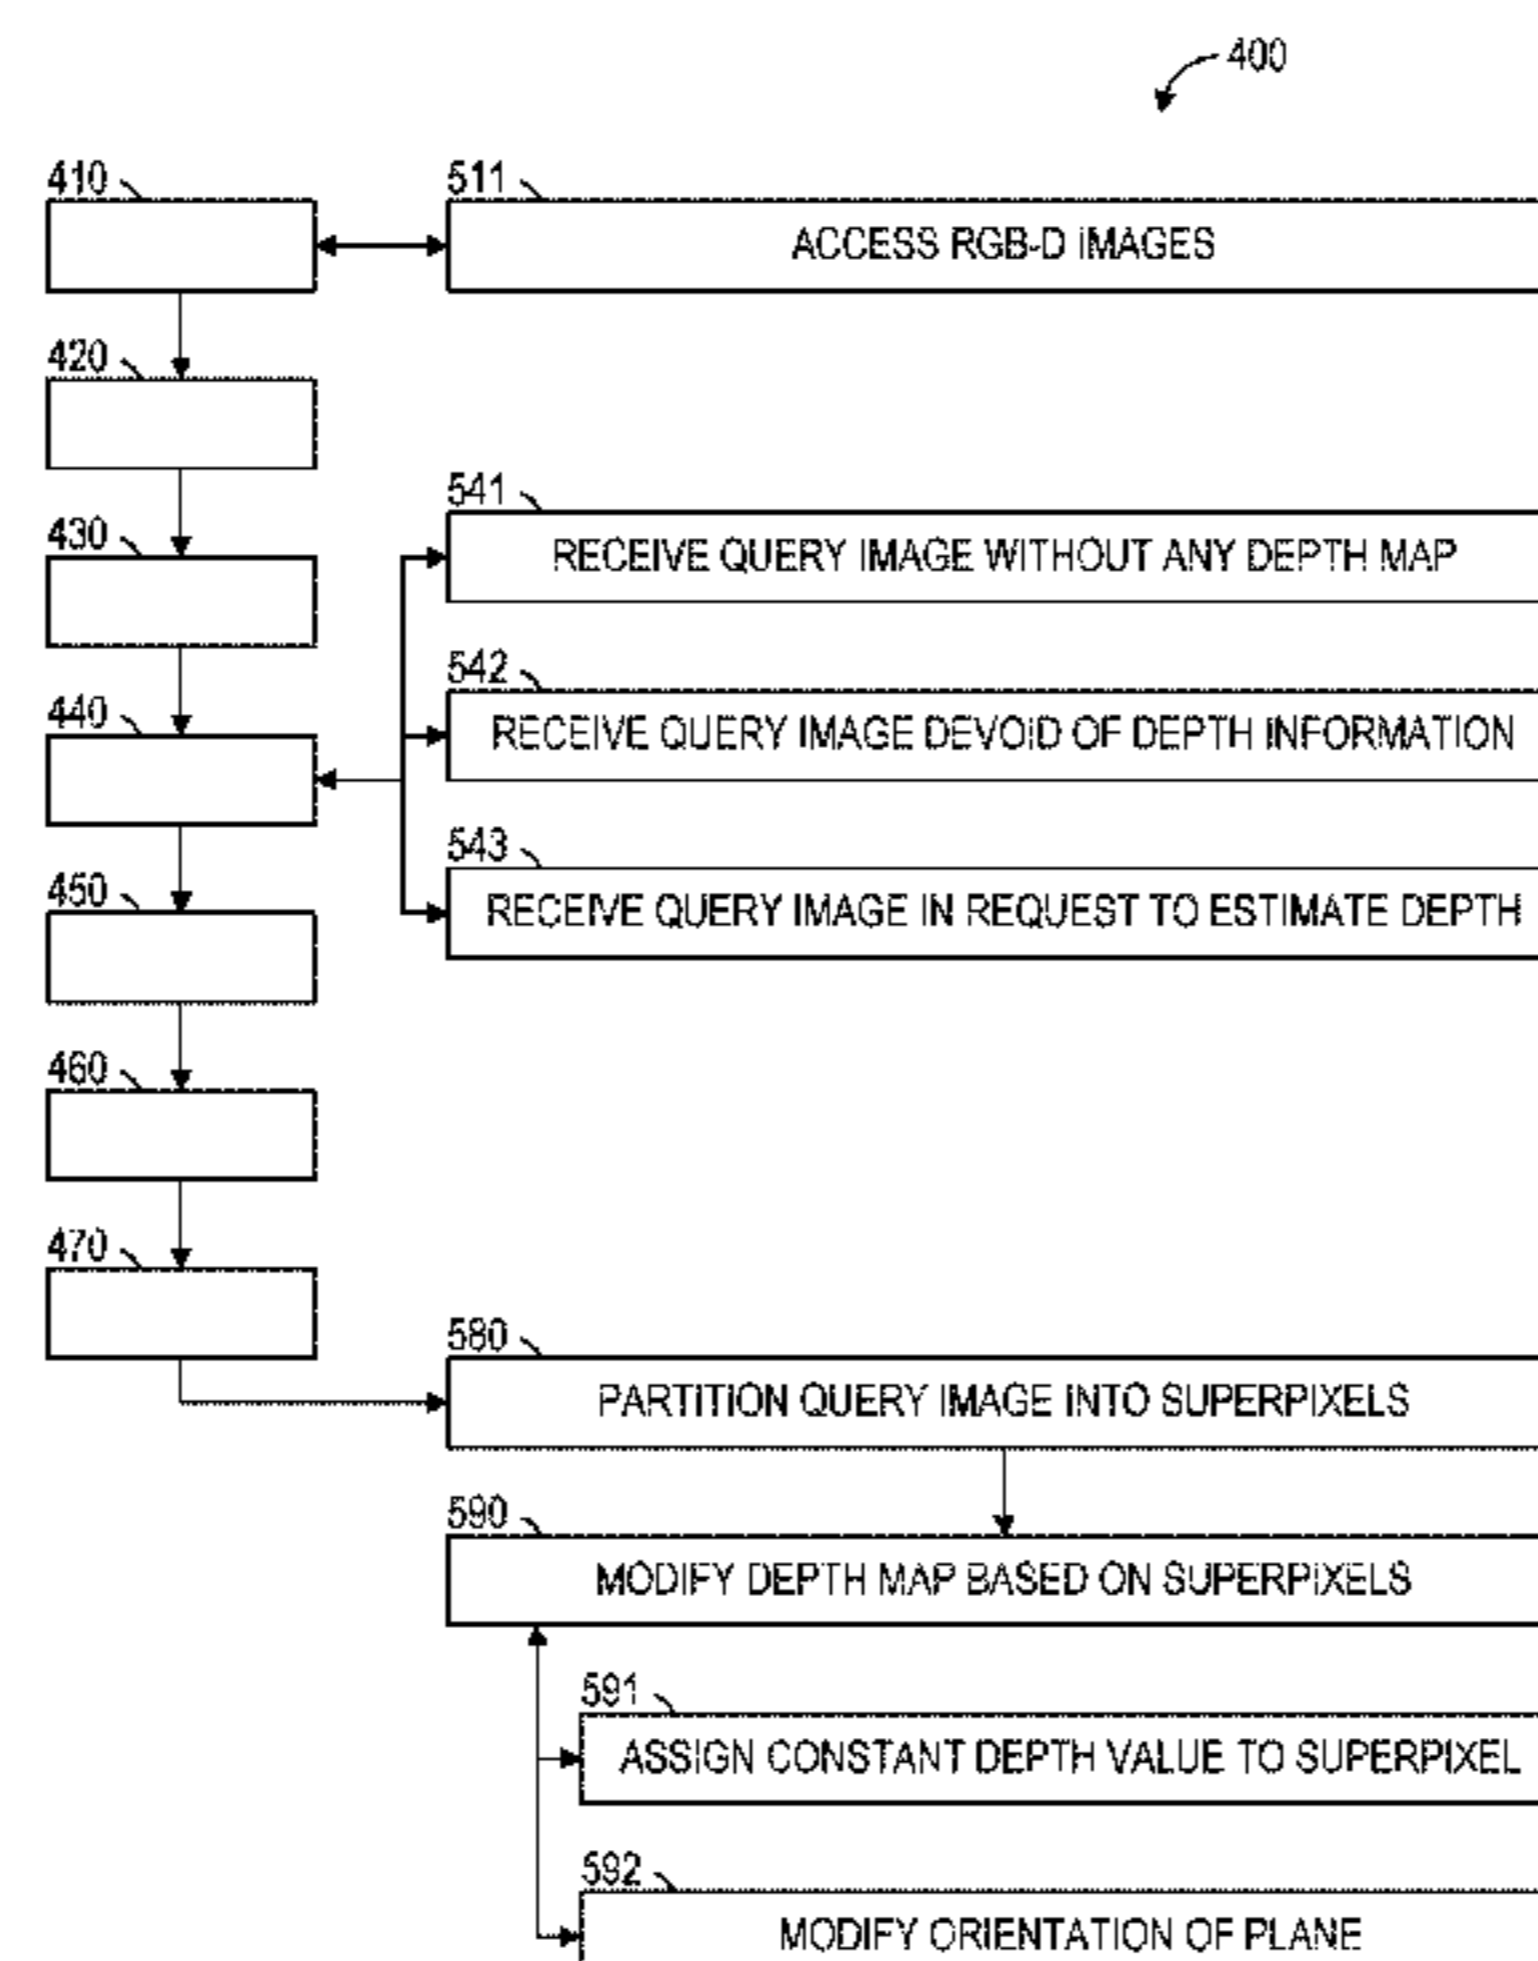 400
410
511
ACCESS RGB-D IMAGES
420
430
541
RECEIVE QUERY IMAGE WITHOUT ANY DEPTH MAP
542
RECEIVE QUERY IMAGE DEVOID OF DEPTH INFORMATION
440
543
RECEIVE QUERY IMAGE IN REQUEST TO ESTIMATE DEPTH
450
460
470
580
PARTITION QUERY IMAGE INTO SUPERPIXELS
590
MODIFY DEPTH MAP BASED ON SUPERPIXELS
591
ASSIGN CONSTANT DEPTH VALUE TO SUPERPIXEL
592
MODIFY ORIENTATION OF PLANE